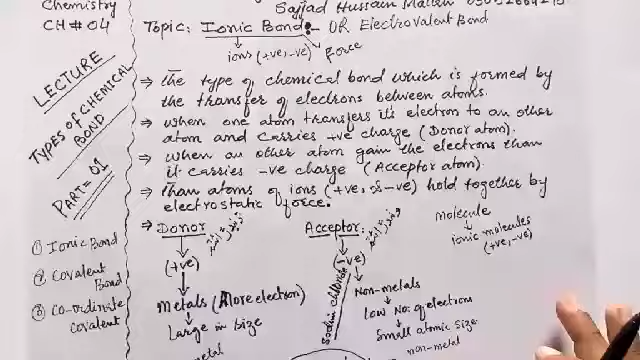 Chemistry
CH # 04
Sajjad Hussain
Topic: Ionic Bond:- OR Electrovalent Bond
ions (+ve,-ve) force
LECTURE
TYPES OF CHEMICAL
BOND
PART= 01
① Ionic Bond
② Covalent
Bond
③ Co-ordinate
Covalent
⇒ The type of chemical bond which is formed by
the transfer of electrons between atoms.
⇒ when one atom transfers its electron to an other
atom and carries +ve charge (Donor atom).
⇒ when an other atom gain the electrons than
it carries -ve charge (Acceptor atom).
⇒ Than atoms of ions (+ve, & -ve) hold together by
electrostatic force.
⇒ Donor
(+ve)
Metals (More electron)
Large in size
metal
Acceptor
(-ve)
Sodium chloride
Non-metals
Low No: of electrons
Small atomic size
non-metal
molecule
ionic molecules
(+ve,-ve)